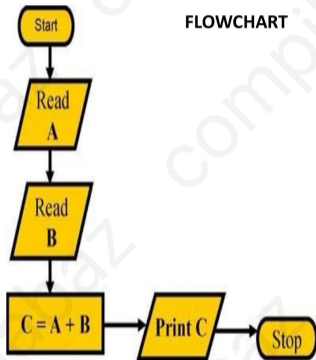 FLOWCHART
Start
Read
A
Read
B
C = A + B
Print C
Stop